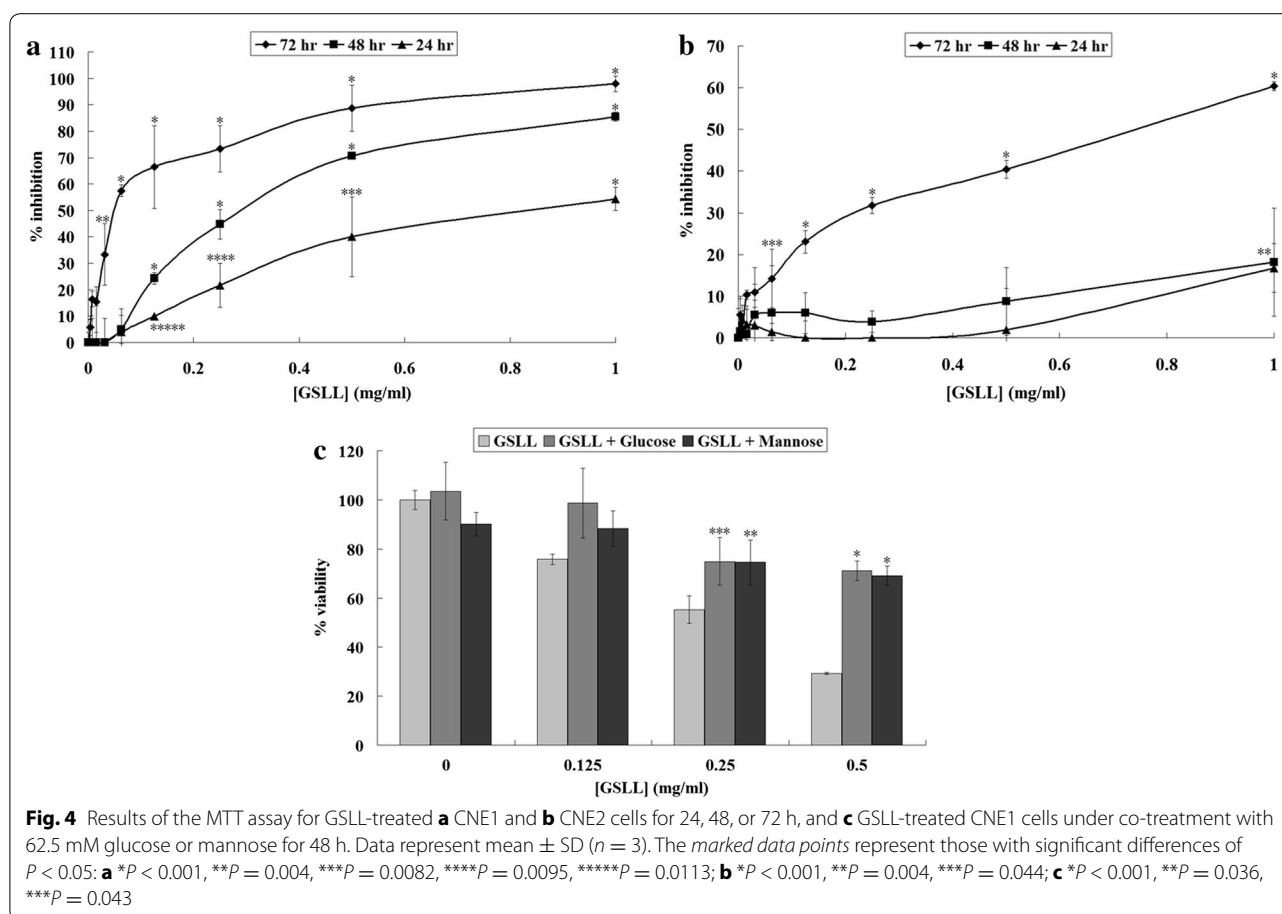 a
72 hr 48 hr 24 hr
110
100
90
80
70
60
50
40
30
20
10
0
% inhibition
* * * * * **
* * * *
* *** **** *****
0 0.2 0.4 0.6 0.8 1
[GSLL] (mg/ml)
b
72 hr 48 hr 24 hr
70
60
50
40
30
20
10
0
% inhibition
* * * * ***
**
0 0.2 0.4 0.6 0.8 1
[GSLL] (mg/ml)
c
GSLL GSLL + Glucose GSLL + Mannose
120
100
80
60
40
20
0
% viability
*** ** * *
0 0.125 0.25 0.5
[GSLL] (mg/ml)
Fig. 4 Results of the MTT assay for GSLL-treated a CNE1 and b CNE2 cells for 24, 48, or 72 h, and c GSLL-treated CNE1 cells under co-treatment with
62.5 mM glucose or mannose for 48 h. Data represent mean ± SD (n = 3). The marked data points represent those with significant differences of
P < 0.05: a *P < 0.001, **P = 0.004, ***P = 0.0082, ****P = 0.0095, *****P = 0.0113; b *P < 0.001, **P = 0.004, ***P = 0.044; c *P < 0.001, **P = 0.036,
***P = 0.043